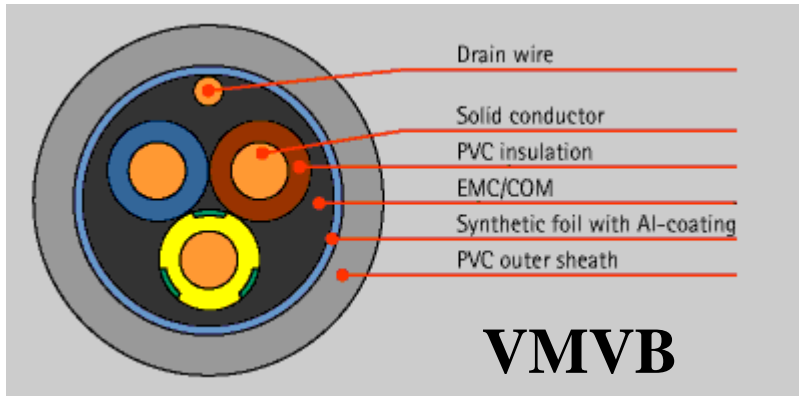 Drain wire
Solid conductor
PVC insulation
EMC/COM
Synthetic foil with Al-coating
PVC outer sheath
VMVB